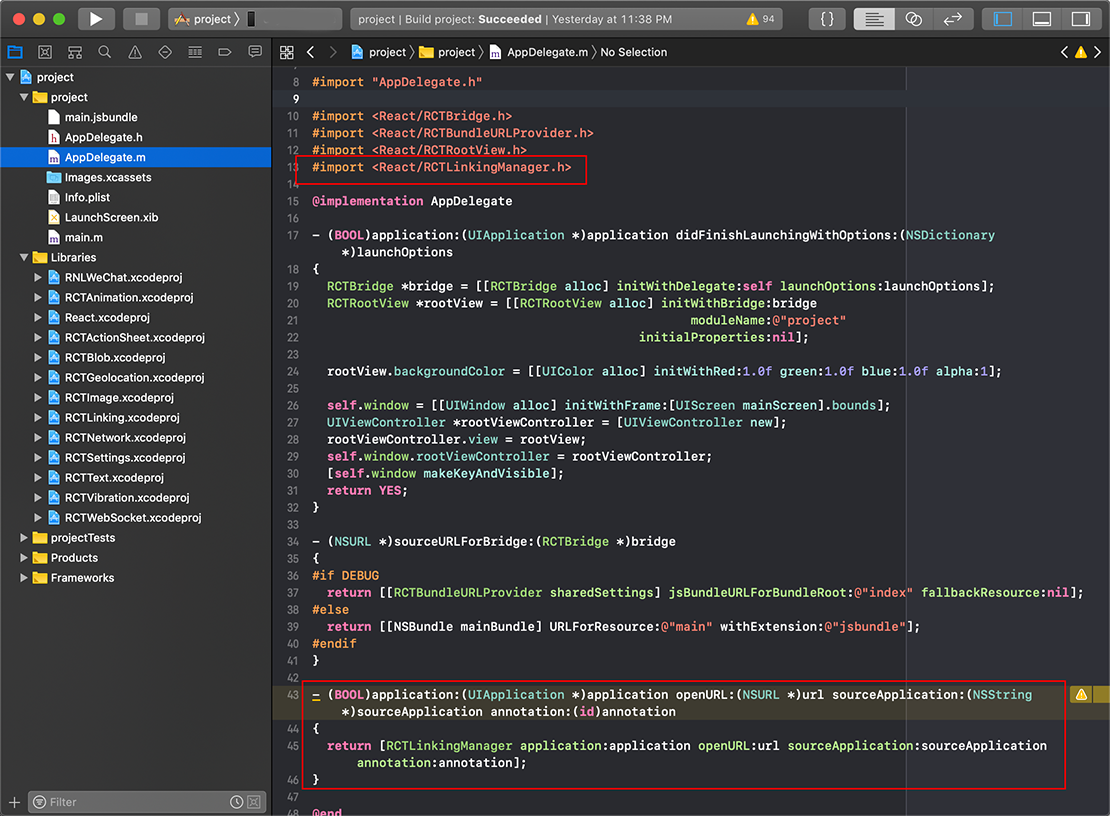 project
project | Build project: Succeeded | Yesterday at 11:38 PM
94
{}
project
project
AppDelegate.m
No Selection
project
project
main.jsbundle
AppDelegate.h
AppDelegate.m
Images.xcassets
Info.plist
LaunchScreen.xib
main.m
Libraries
RNLWeChat.xcodeproj
RCTAnimation.xcodeproj
React.xcodeproj
RCTActionSheet.xcodeproj
RCTBlob.xcodeproj
RCTGeolocation.xcodeproj
RCTImage.xcodeproj
RCTLinking.xcodeproj
RCTNetwork.xcodeproj
RCTSettings.xcodeproj
RCTText.xcodeproj
RCTVibration.xcodeproj
RCTWebSocket.xcodeproj
projectTests
Products
Frameworks
Filter
8 #import "AppDelegate.h"
9
10 #import <React/RCTBridge.h>
11 #import <React/RCTBundleURLProvider.h>
12 #import <React/RCTRootView.h>
13 #import <React/RCTLinkingManager.h>
14
15 @implementation AppDelegate
16
17 - (BOOL)application:(UIApplication *)application didFinishLaunchingWithOptions:(NSDictionary
*)launchOptions
18 {
19 RCTBridge *bridge = [[RCTBridge alloc] initWithDelegate:self launchOptions:launchOptions];
20 RCTRootView *rootView = [[RCTRootView alloc] initWithBridge:bridge
21 moduleName:@"project"
22 initialProperties:nil];
23
24 rootView.backgroundColor = [[UIColor alloc] initWithRed:1.0f green:1.0f blue:1.0f alpha:1];
25
26 self.window = [[UIWindow alloc] initWithFrame:[UIScreen mainScreen].bounds];
27 UIViewController *rootViewController = [UIViewController new];
28 rootViewController.view = rootView;
29 self.window.rootViewController = rootViewController;
30 [self.window makeKeyAndVisible];
31 return YES;
32 }
33
34 - (NSURL *)sourceURLForBridge:(RCTBridge *)bridge
35 {
36 #if DEBUG
37 return [[RCTBundleURLProvider sharedSettings] jsBundleURLForBundleRoot:@"index" fallbackResource:nil];
38 #else
39 return [[NSBundle mainBundle] URLForResource:@"main" withExtension:@"jsbundle"];
40 #endif
41 }
42
43 - (BOOL)application:(UIApplication *)application openURL:(NSURL *)url sourceApplication:(NSString
*)sourceApplication annotation:(id)annotation
44 {
45 return [RCTLinkingManager application:application openURL:url sourceApplication:sourceApplication
annotation:annotation];
46 }
47
48 @end